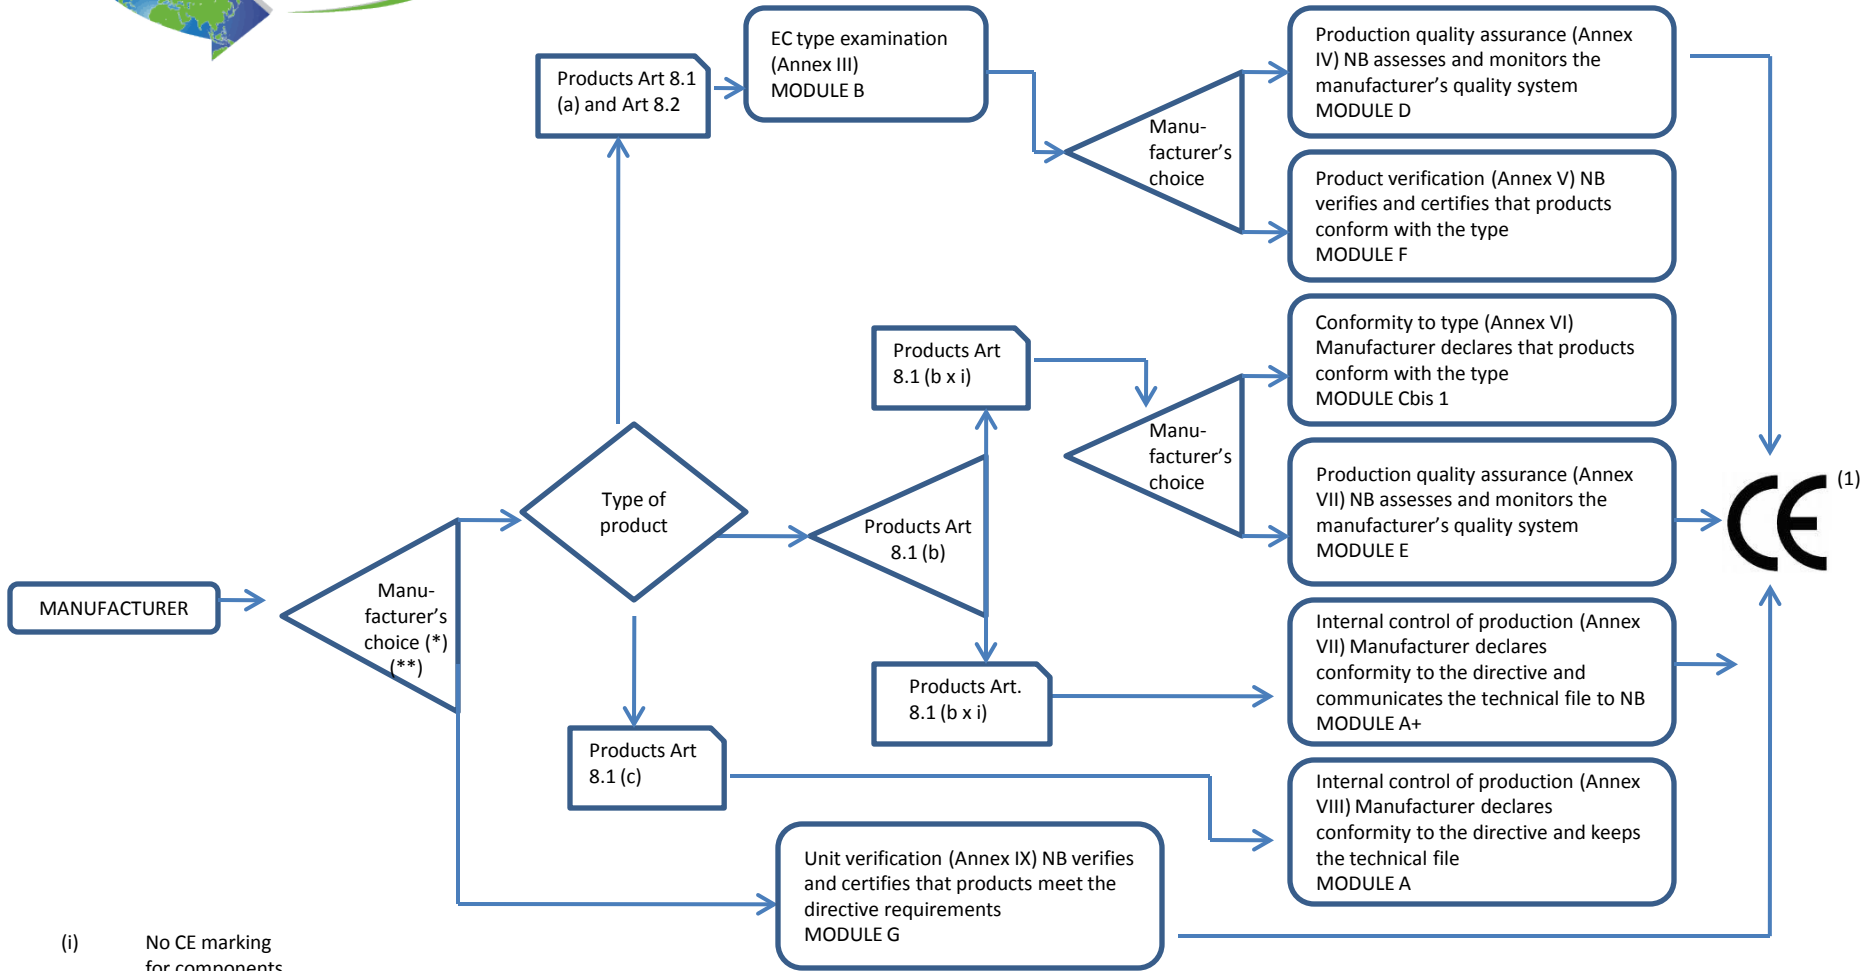 EC type examination
(Annex III)
MODULE B
Products Art 8.1
(a) and Art 8.2
Manu-
facturer's
choice
Production quality assurance (Annex
IV) NB assesses and monitors the
manufacturer's quality system
MODULE D
Product verification (Annex V) NB
verifies and certifies that products
conform with the type
MODULE F
Products Art
8.1 (b x i)
Manu-
facturer's
choice
Conformity to type (Annex VI)
Manufacturer declares that products
conform with the type
MODULE Cbis 1
Production quality assurance (Annex
VII) NB assesses and monitors the
manufacturer's quality system
MODULE E
CE (1)
Type of
product
Products Art
8.1 (b)
MANUFACTURER
Manu-
facturer's
choice (*)
(**)
Products Art.
8.1 (b x i)
Internal control of production (Annex
VII) Manufacturer declares
conformity to the directive and
communicates the technical file to NB
MODULE A+
Products Art
8.1 (c)
Internal control of production (Annex
VIII) Manufacturer declares
conformity to the directive and keeps
the technical file
MODULE A
Unit verification (Annex IX) NB verifies
and certifies that products meet the
directive requirements
MODULE G
(i) No CE marking
for components